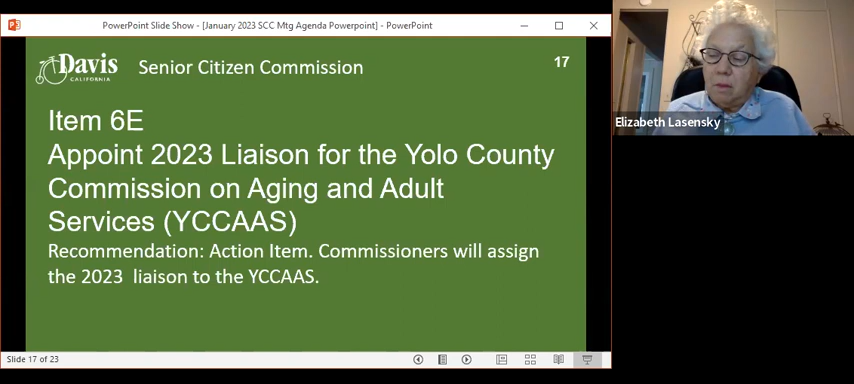 PowerPoint Slide Show - [January 2023 SCC Mtg Agenda Powerpoint] - PowerPoint
Davis
CALIFORNIA
Senior Citizen Commission
17
Item 6E
Appoint 2023 Liaison for the Yolo County
Commission on Aging and Adult
Services (YCCAAS)
Recommendation: Action Item. Commissioners will assign
the 2023 liaison to the YCCAAS.
Slide 17 of 23
Elizabeth Lasensky